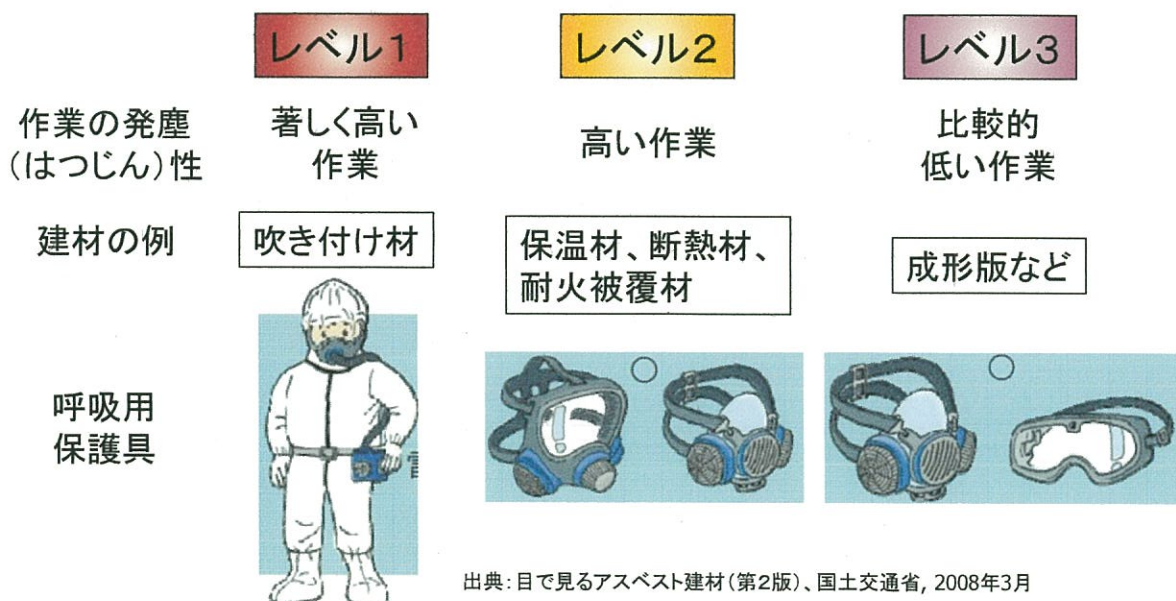 レベル1
レベル2
レベル3
作業の発塵
(はつじん)性
著しく高い
作業
高い作業
比較的
低い作業
建材の例
吹き付け材
保温材、断熱材、
耐火被覆材
成形版など
呼吸用
保護具
出典:目で見るアスベスト建材(第2版)、国土交通省, 2008年3月